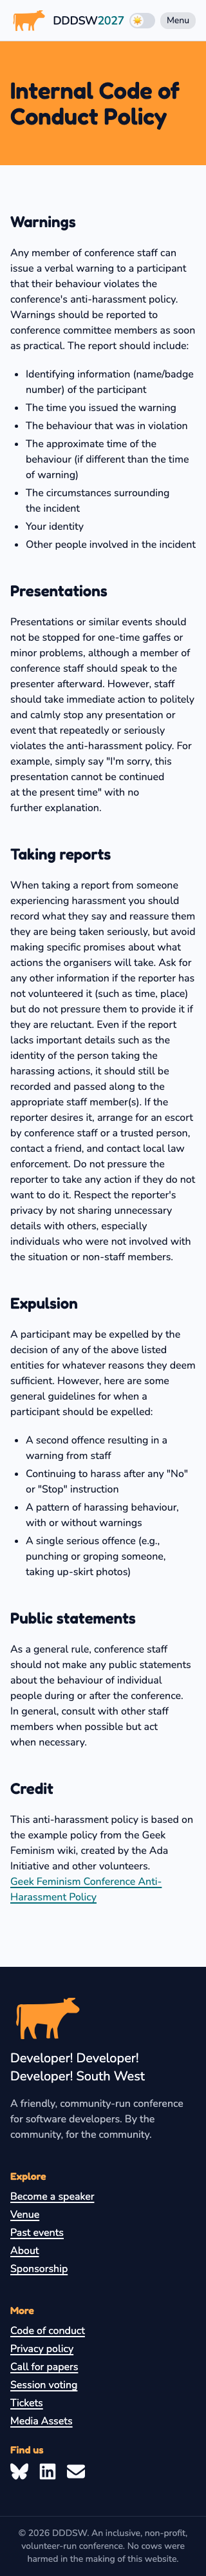 DDDSW2027
Menu
Internal Code of
Conduct Policy
Warnings
Any member of conference staff can
issue a verbal warning to a participant
that their behaviour violates the
conference's anti-harassment policy.
Warnings should be reported to
conference committee members as soon
as practical. The report should include:
• Identifying information (name/badge
number) of the participant
• The time you issued the warning
• The behaviour that was in violation
• The approximate time of the
behaviour (if different than the time
of warning)
• The circumstances surrounding
the incident
• Your identity
• Other people involved in the incident
Presentations
Presentations or similar events should
not be stopped for one-time gaffes or
minor problems, although a member of
conference staff should speak to the
presenter afterward. However, staff
should take immediate action to politely
and calmly stop any presentation or
event that repeatedly or seriously
violates the anti-harassment policy. For
example, simply say "I'm sorry, this
presentation cannot be continued
at the present time" with no
further explanation.
Taking reports
When taking a report from someone
experiencing harassment you should
record what they say and reassure them
they are being taken seriously, but avoid
making specific promises about what
actions the organisers will take. Ask for
any other information if the reporter has
not volunteered it (such as time, place)
but do not pressure them to provide it if
they are reluctant. Even if the report
lacks important details such as the
identity of the person taking the
harassing actions, it should still be
recorded and passed along to the
appropriate staff member(s). If the
reporter desires it, arrange for an escort
by conference staff or a trusted person,
contact a friend, and contact local law
enforcement. Do not pressure the
reporter to take any action if they do not
want to do it. Respect the reporter's
privacy by not sharing unnecessary
details with others, especially
individuals who were not involved with
the situation or non-staff members.
Expulsion
A participant may be expelled by the
decision of any of the above listed
entities for whatever reasons they deem
sufficient. However, here are some
general guidelines for when a
participant should be expelled:
• A second offence resulting in a
warning from staff
• Continuing to harass after any "No"
or "Stop" instruction
• A pattern of harassing behaviour,
with or without warnings
• A single serious offence (e.g.,
punching or groping someone,
taking up-skirt photos)
Public statements
As a general rule, conference staff
should not make any public statements
about the behaviour of individual
people during or after the conference.
In general, consult with other staff
members when possible but act
when necessary.
Credit
This anti-harassment policy is based on
the example policy from the Geek
Feminism wiki, created by the Ada
Initiative and other volunteers.
Geek Feminism Conference Anti-
Harassment Policy
Developer! Developer!
Developer! South West
A friendly, community-run conference
for software developers. By the
community, for the community.
Explore
Become a speaker
Venue
Past events
About
Sponsorship
More
Code of conduct
Privacy policy
Call for papers
Session voting
Tickets
Media Assets
Find us
© 2026 DDDSW. An inclusive, non-profit,
volunteer-run conference. No cows were
harmed in the making of this website.